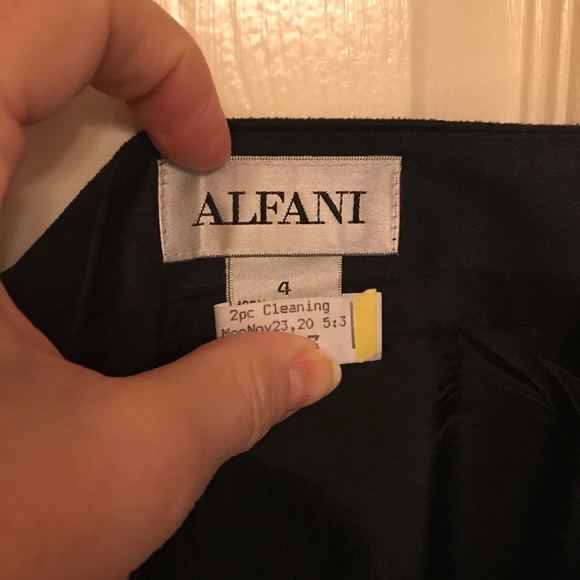 ALFANI
4
2pc Cleaning
MonNov23,20 5:3